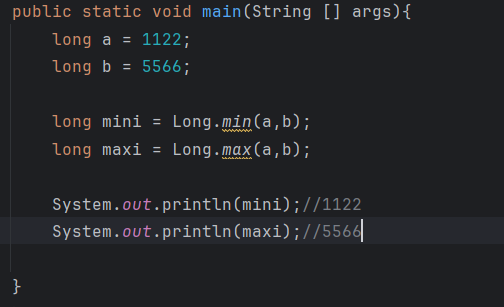 public static void main(String [] args){
    long a = 1122;
    long b = 5566;

    long mini = Long.min(a,b);
    long maxi = Long.max(a,b);

    System.out.println(mini);//1122
    System.out.println(maxi);//5566

}